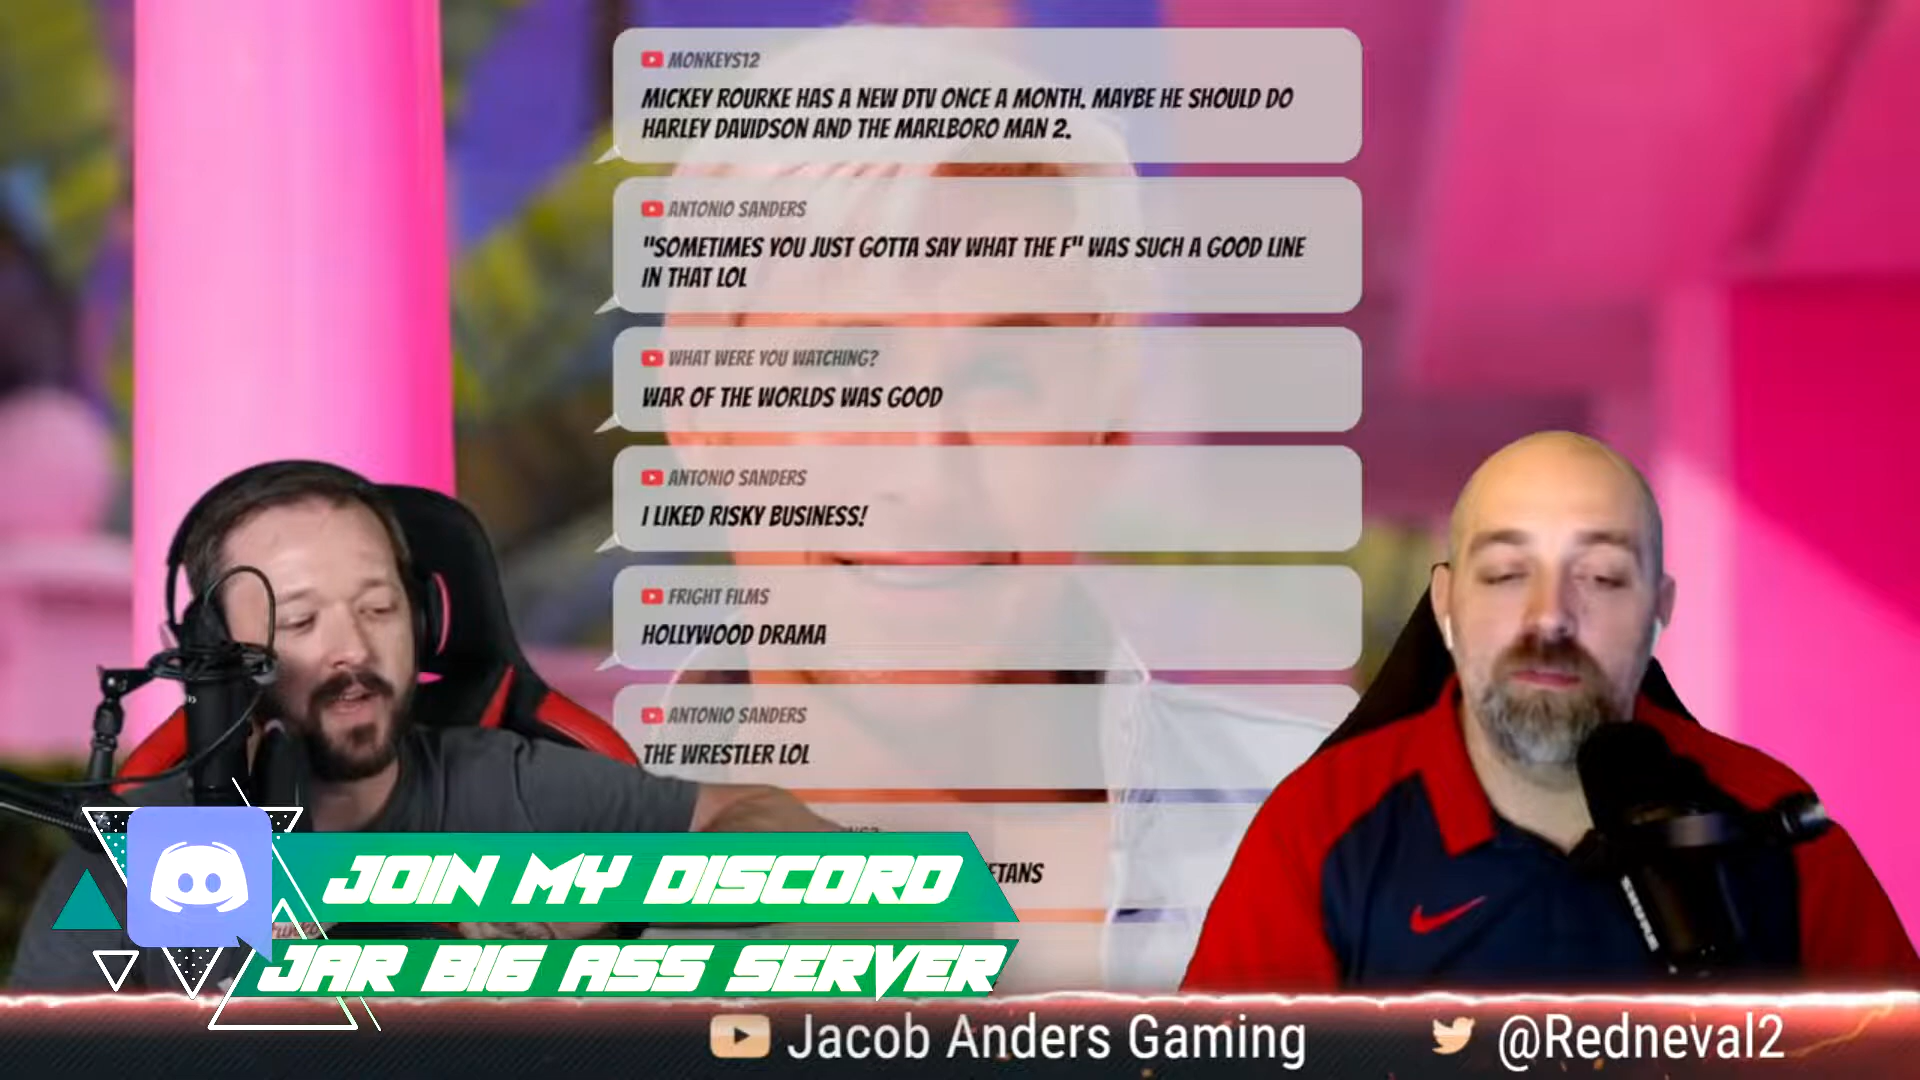 MONKEYS12
MICKEY ROURKE HAS A NEW DTV ONCE A MONTH. MAYBE HE SHOULD DO
HARLEY DAVIDSON AND THE MARLBORO MAN 2.
ANTONIO SANDERS
"SOMETIMES YOU JUST GOTTA SAY WHAT THE F" WAS SUCH A GOOD LINE
IN THAT LOL
WHAT WERE YOU WATCHING?
WAR OF THE WORLDS WAS GOOD
ANTONIO SANDERS
I LIKED RISKY BUSINESS!
FRIGHT FILMS
HOLLYWOOD DRAMA
ANTONIO SANDERS
THE WRESTLER LOL
JOIN MY DISCORD
JAR BIG ASS SERVER
SHURE
Jacob Anders Gaming
@Redneval2